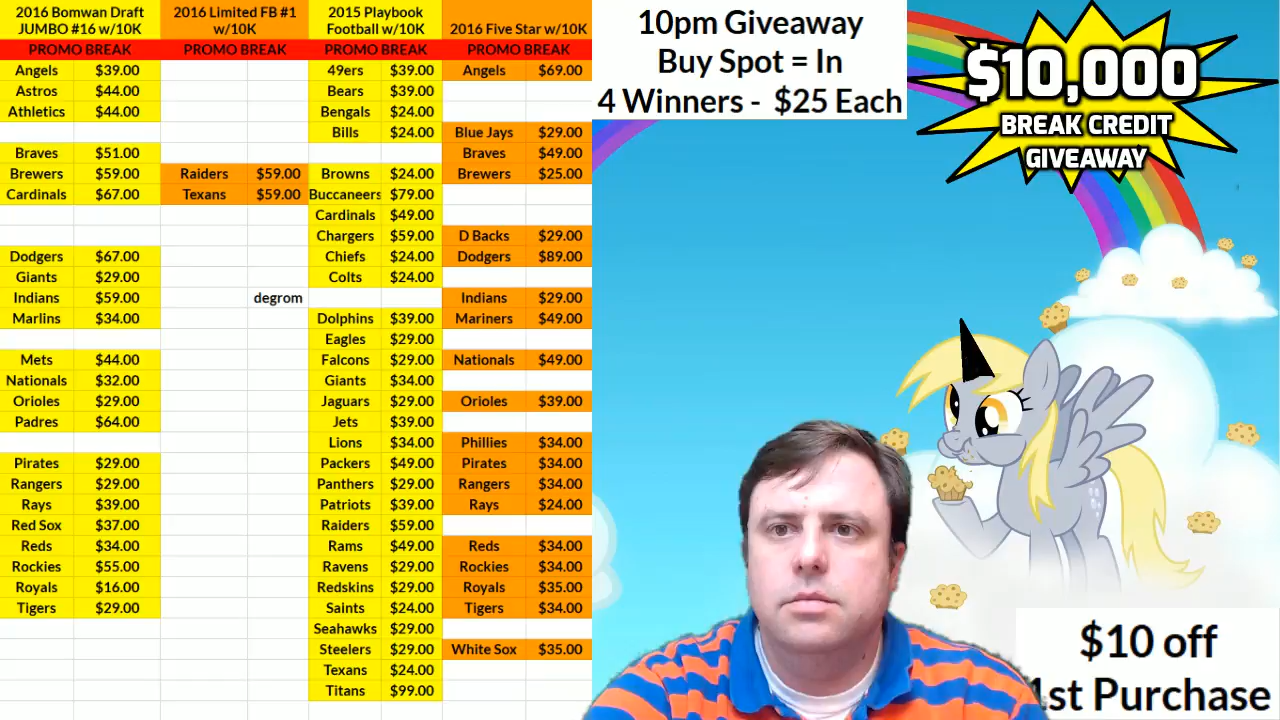 2016 Bomwan Draft
JUMBO #16 w/10K
2016 Limited FB #1
w/10K
2015 Playbook
Football w/10K
2016 Five Star w/10K
PROMO BREAK PROMO BREAK PROMO BREAK PROMO BREAK
Angels $39.00 49ers $39.00 Angels $69.00
Astros $44.00 Bears $39.00
Athletics $44.00 Bengals $24.00
Bills $24.00 Blue Jays $29.00
Braves $51.00 Braves $49.00
Brewers $59.00 Raiders $59.00 Browns $24.00 Brewers $25.00
Cardinals $67.00 Texans $59.00 Buccaneers $79.00
Cardinals $49.00
Chargers $59.00 D Backs $29.00
Dodgers $67.00 Chiefs $24.00 Dodgers $89.00
Giants $29.00 Colts $24.00
Indians $59.00 degrom Indians $29.00
Marlins $34.00 Dolphins $39.00 Mariners $49.00
Eagles $29.00
Mets $44.00 Falcons $29.00 Nationals $49.00
Nationals $32.00 Giants $34.00
Orioles $29.00 Jaguars $29.00 Orioles $39.00
Padres $64.00 Jets $39.00
Lions $34.00 Phillies $34.00
Pirates $29.00 Packers $49.00 Pirates $34.00
Rangers $29.00 Panthers $29.00 Rangers $34.00
Rays $39.00 Patriots $39.00 Rays $24.00
Red Sox $37.00 Raiders $59.00
Reds $34.00 Rams $49.00 Reds $34.00
Rockies $55.00 Ravens $29.00 Rockies $34.00
Royals $16.00 Redskins $29.00 Royals $35.00
Tigers $29.00 Saints $24.00 Tigers $34.00
Seahawks $29.00
Steelers $29.00 White Sox $35.00
Texans $24.00
Titans $99.00
10pm Giveaway
Buy Spot = In
4 Winners - $25 Each
$10,000
BREAK CREDIT
GIVEAWAY
$10 off
1st Purchase